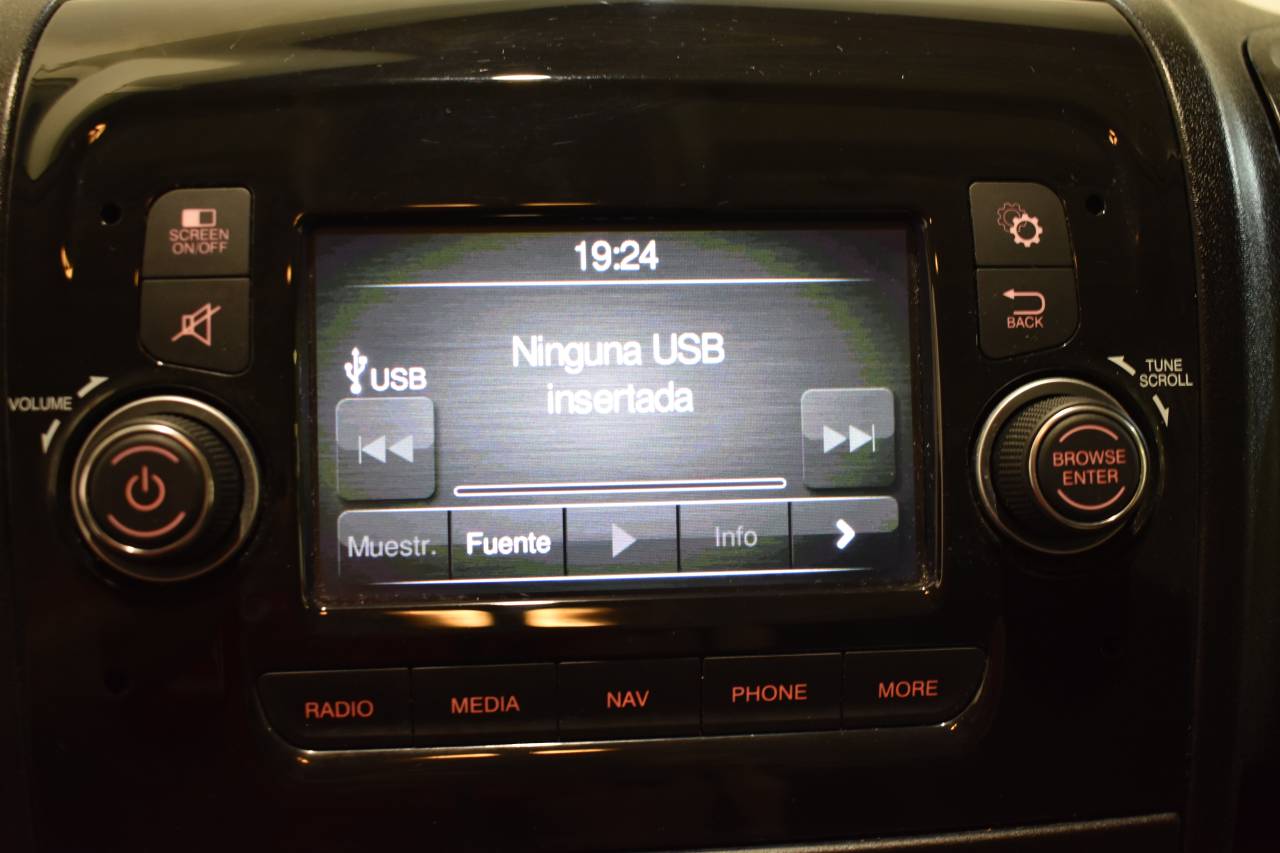 SCREEN
ON/OFF
19:24
BACK
VOLUME
USB
Ninguna USB
insertada
TUNE
SCROLL
BROWSE
ENTER
Muestr.
Fuente
Info
RADIO
MEDIA
NAV
PHONE
MORE